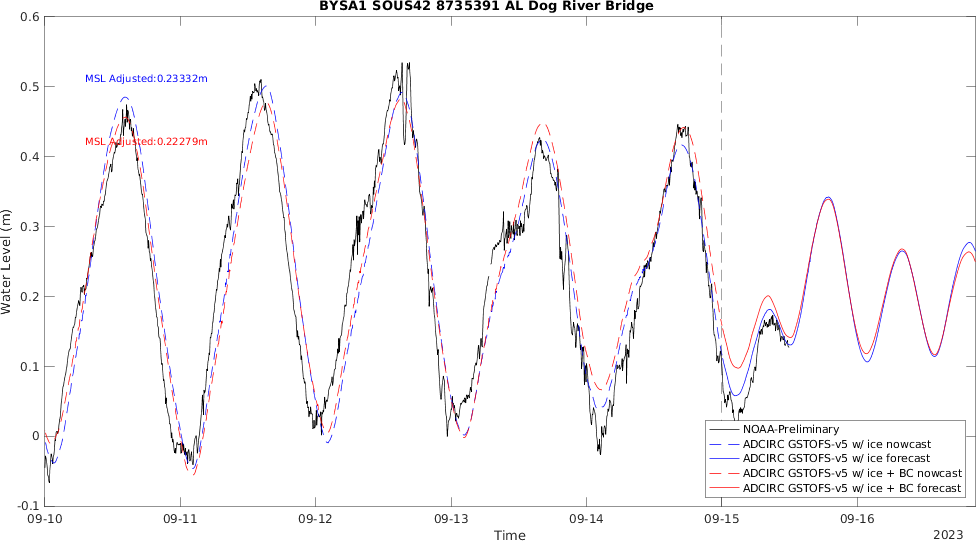 BYSA1 SOUS42 8735391 AL Dog River Bridge
0.6
0.5
0.4
0.3
0.2
0.1
0
-0.1
Water Level (m)
MSL Adjusted:0.23332m
MSL Adjusted:0.22279m
NOAA-Preliminary
ADCIRC GSTOFS-v5 w/ ice nowcast
ADCIRC GSTOFS-v5 w/ ice forecast
ADCIRC GSTOFS-v5 w/ ice + BC nowcast
ADCIRC GSTOFS-v5 w/ ice + BC forecast
09-10 09-11 09-12 09-13 09-14 09-15 09-16
Time
2023